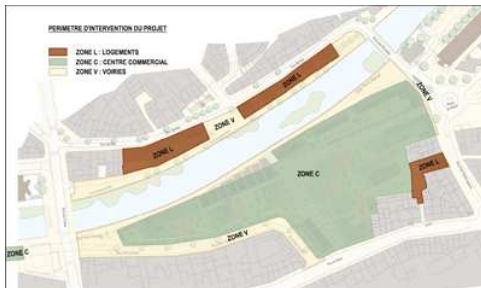 PERIMETRE D'INTERVENTION DU PROJET
ZONE L : LOGEMENTS
ZONE C : CENTRE COMMERCIAL
ZONE V : VOIRIES
ZONE L
ZONE V
ZONE V
ZONE L
ZONE L
ZONE C
ZONE V
ZONE C